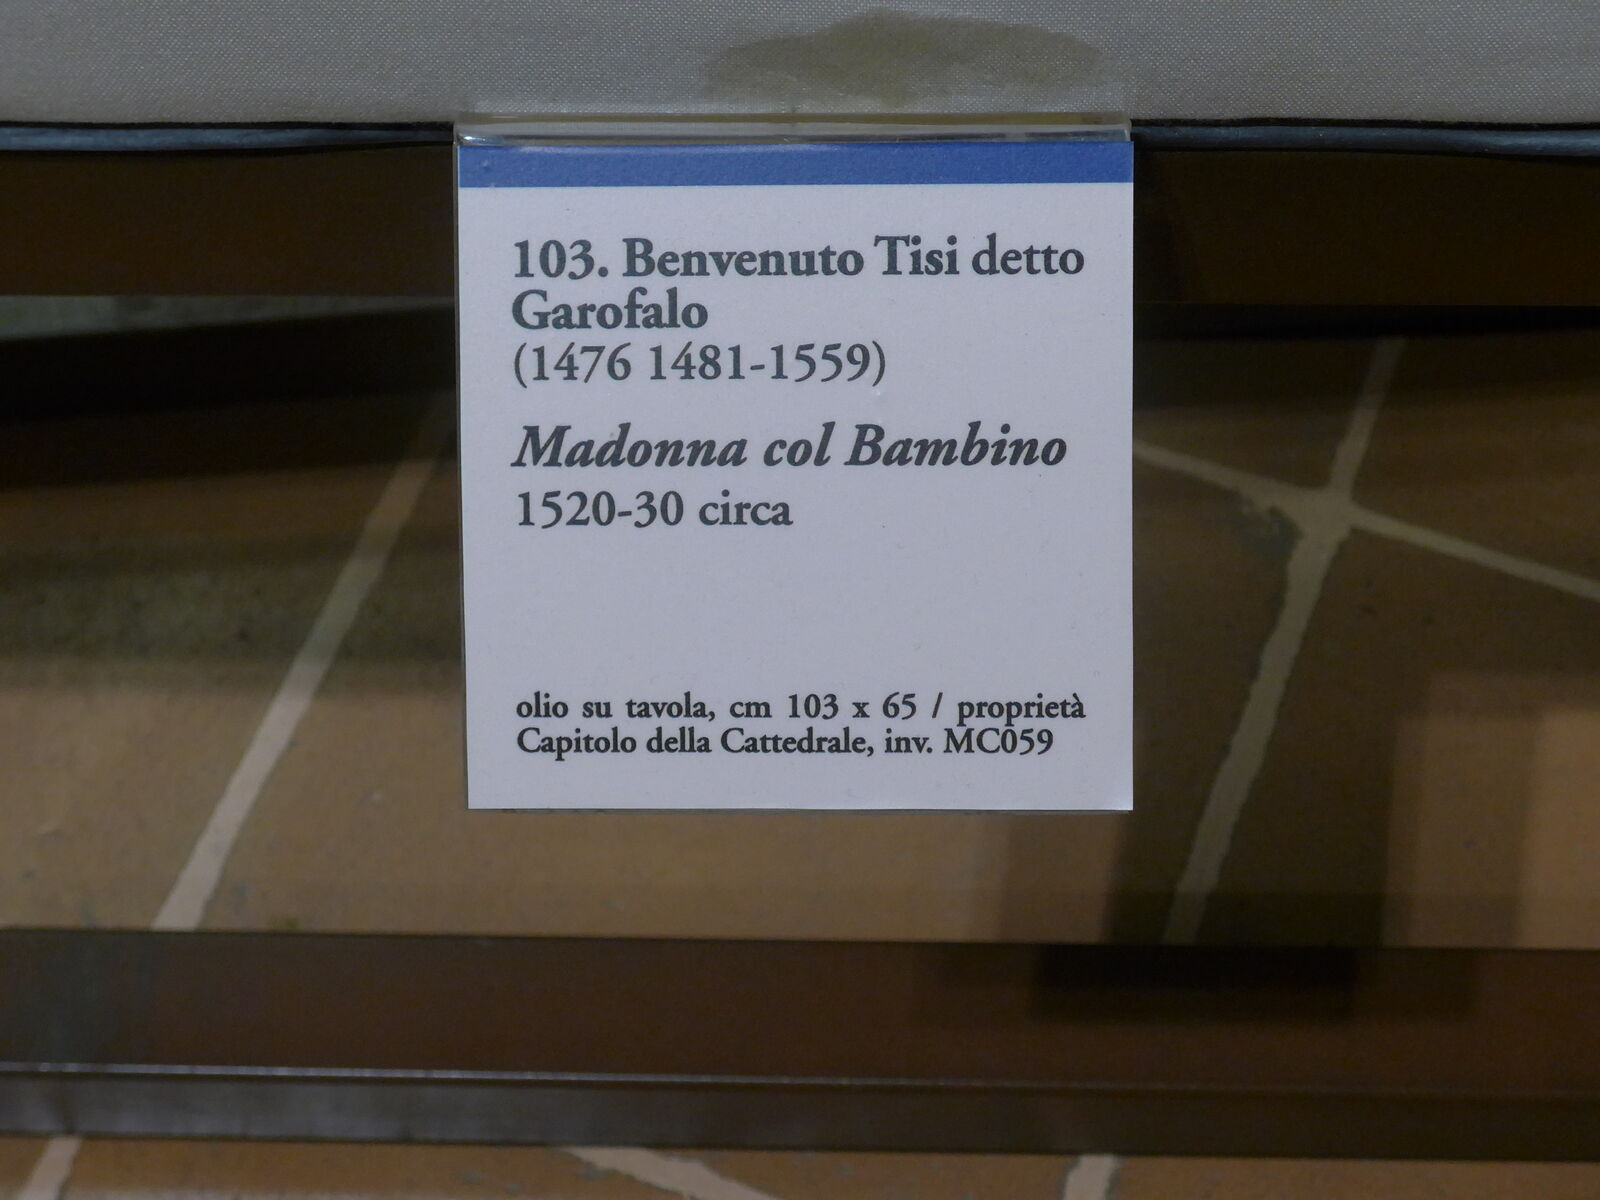 103. Benvenuto Tisi detto
Garofalo
(1476 1481-1559)
Madonna col Bambino
1520-30 circa
olio su tavola, cm 103 x 65 / proprietà
Capitolo della Cattedrale, inv. MC059